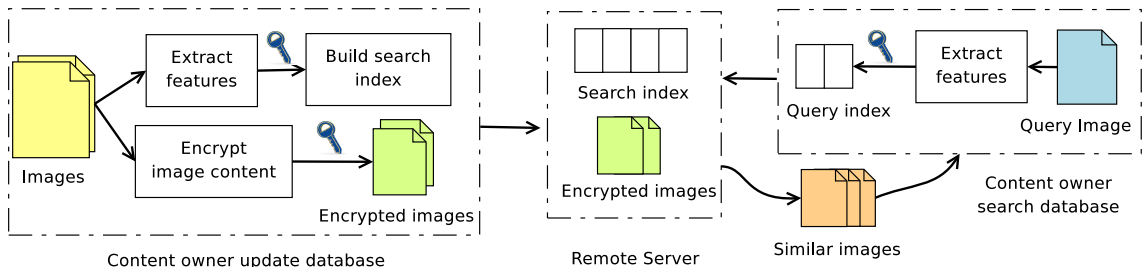 Extract
features
Build search
index
Images
Encrypt
image content
Encrypted images
Content owner update database
Search index
Encrypted images
Remote Server
Query index
Extract
features
Query Image
Similar images
Content owner
search database